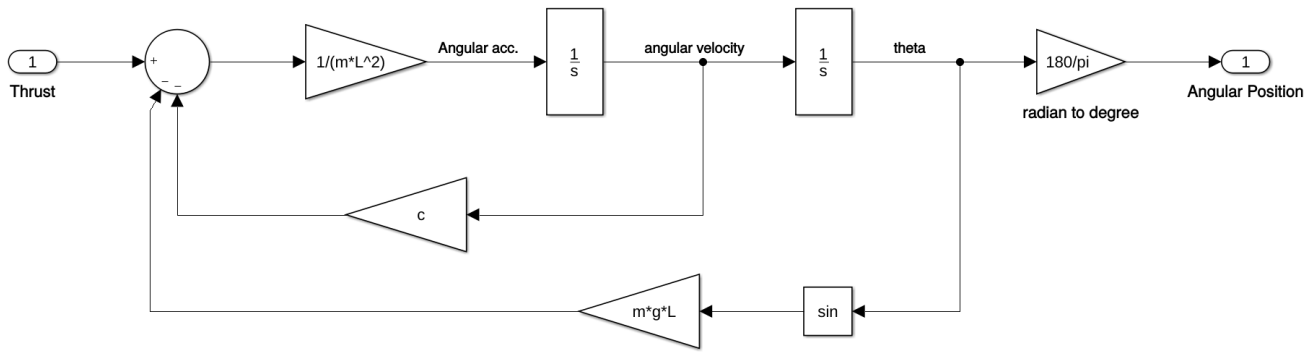 1
Thrust
+
−
−
1/(m*L^2)
Angular acc.
1
s
angular velocity
1
s
theta
180/pi
radian to degree
1
Angular Position
c
m*g*L
sin